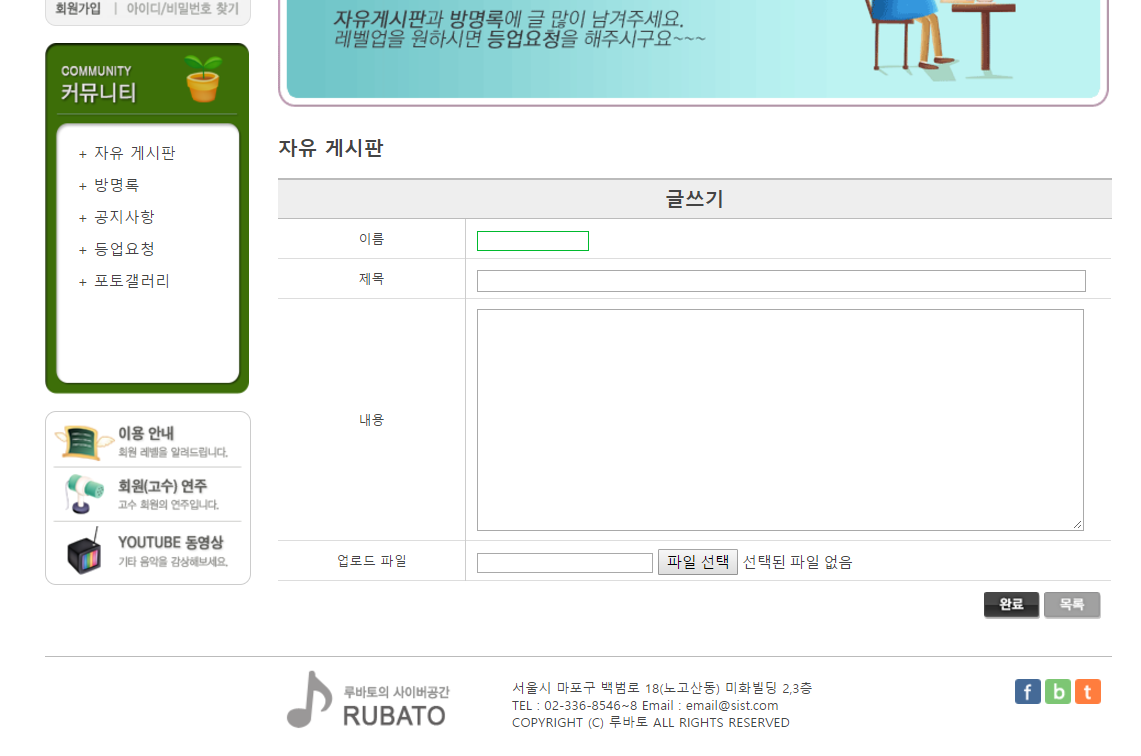 회원가입 | 아이디/비밀번호 찾기
자유게시판과 방명록에 글 많이 남겨주세요.
레벨업을 원하시면 등업요청을 해주시구요~~~
COMMUNITY
커뮤니티
+ 자유 게시판
+ 방명록
+ 공지사항
+ 등업요청
+ 포토갤러리
이용 안내
회원 레벨을 알려드립니다.
회원(고수) 연주
고수 회원의 연주입니다.
YOUTUBE 동영상
기타 음악을 감상해보세요.
자유 게시판
글쓰기
이름
제목
내용
업로드 파일 파일 선택 선택된 파일 없음
완료 목록
루바토의 사이버공간
RUBATO
서울시 마포구 백범로 18(노고산동) 미화빌딩 2,3층
TEL : 02-336-8546~8 Email : email@sist.com
COPYRIGHT (C) 루바토 ALL RIGHTS RESERVED
f b t